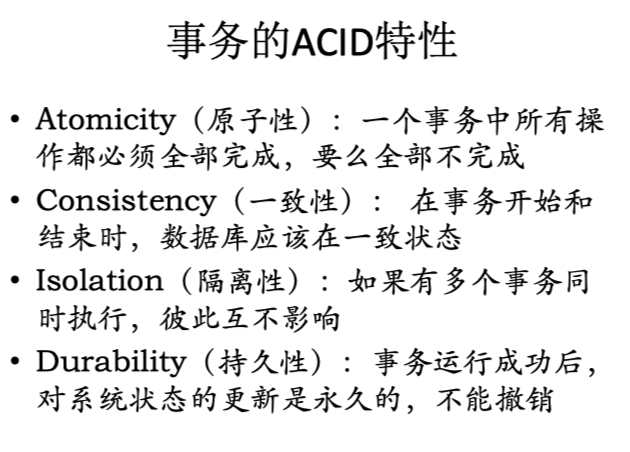 事务的ACID特性
• Atomicity（原子性）：一个事务中所有操
作都必须全部完成，要么全部不完成
• Consistency（一致性）： 在事务开始和
结束时，数据库应该在一致状态
• Isolation（隔离性）：如果有多个事务同
时执行，彼此互不影响
• Durability（持久性）：事务运行成功后，
对系统状态的更新是永久的，不能撤销